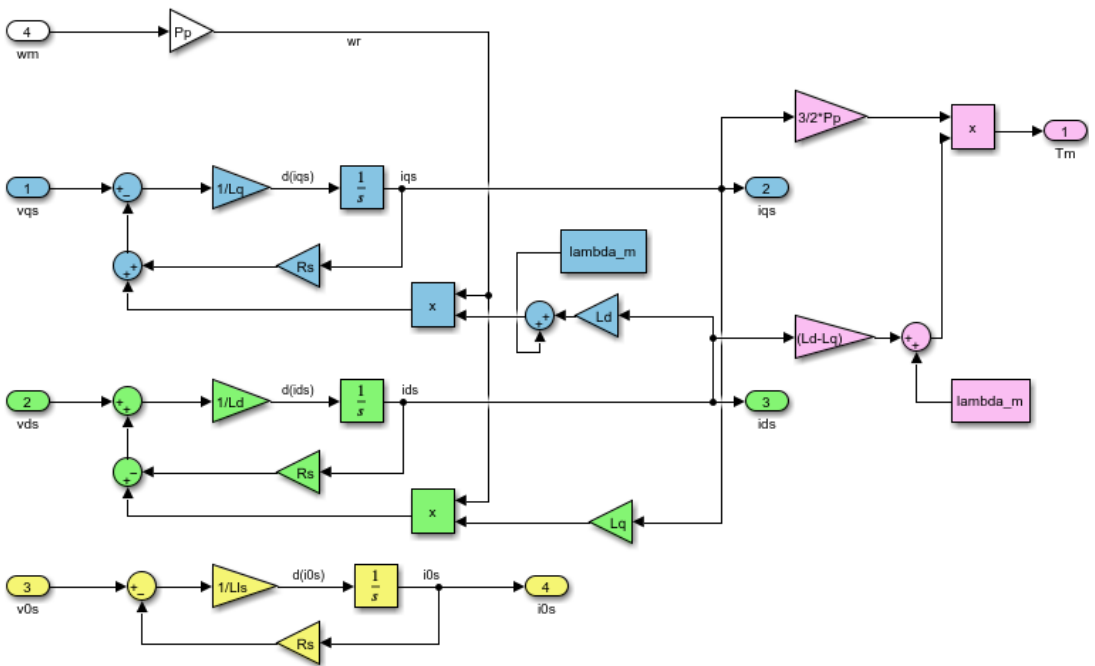 4
Pp
wm
wr
3/2*Pp
x
1
Tm
1
vqs
+
−
1/Lq
d(iqs)
1
s
iqs
2
iqs
+
+
Rs
lambda_m
x
+
+
Ld
(Ld-Lq)
+
+
lambda_m
2
vds
+
+
1/Ld
d(ids)
1
s
ids
3
ids
−
+
Rs
x
Lq
3
v0s
+
−
1/Lls
d(i0s)
1
s
i0s
4
i0s
Rs